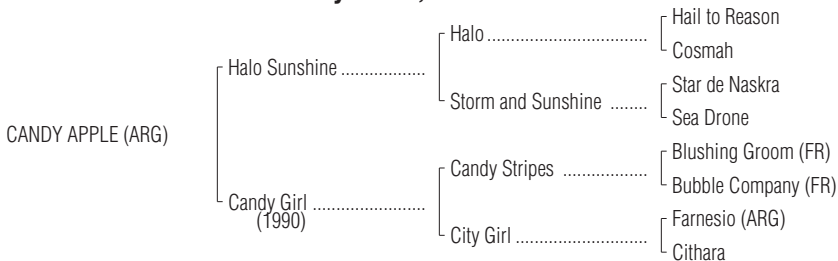 Hail to Reason
Halo ..................................
Cosmah
Halo Sunshine ..................
Star de Naskra
Storm and Sunshine ........
Sea Drone
CANDY APPLE (ARG)
Blushing Groom (FR)
Candy Stripes ..................
Bubble Company (FR)
Candy Girl ........................
(1990)
Farnesio (ARG)
City Girl ............................
Cithara